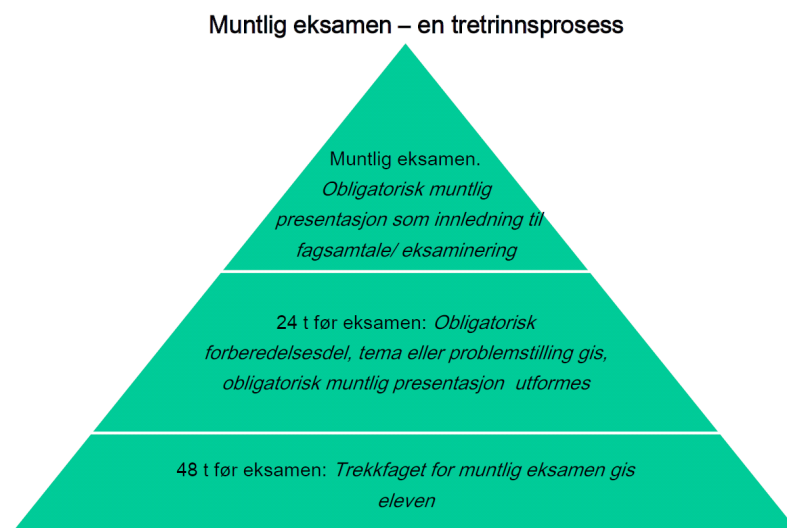 Muntlig eksamen – en tretrinnsprosess
Muntlig eksamen.
Obligatorisk muntlig
presentasjon som innledning til
fagsamtale/ eksaminering
24 t før eksamen: Obligatorisk
forberedelsesdel, tema eller problemstilling gis,
obligatorisk muntlig presentasjon utformes
48 t før eksamen: Trekkfaget for muntlig eksamen gis
eleven